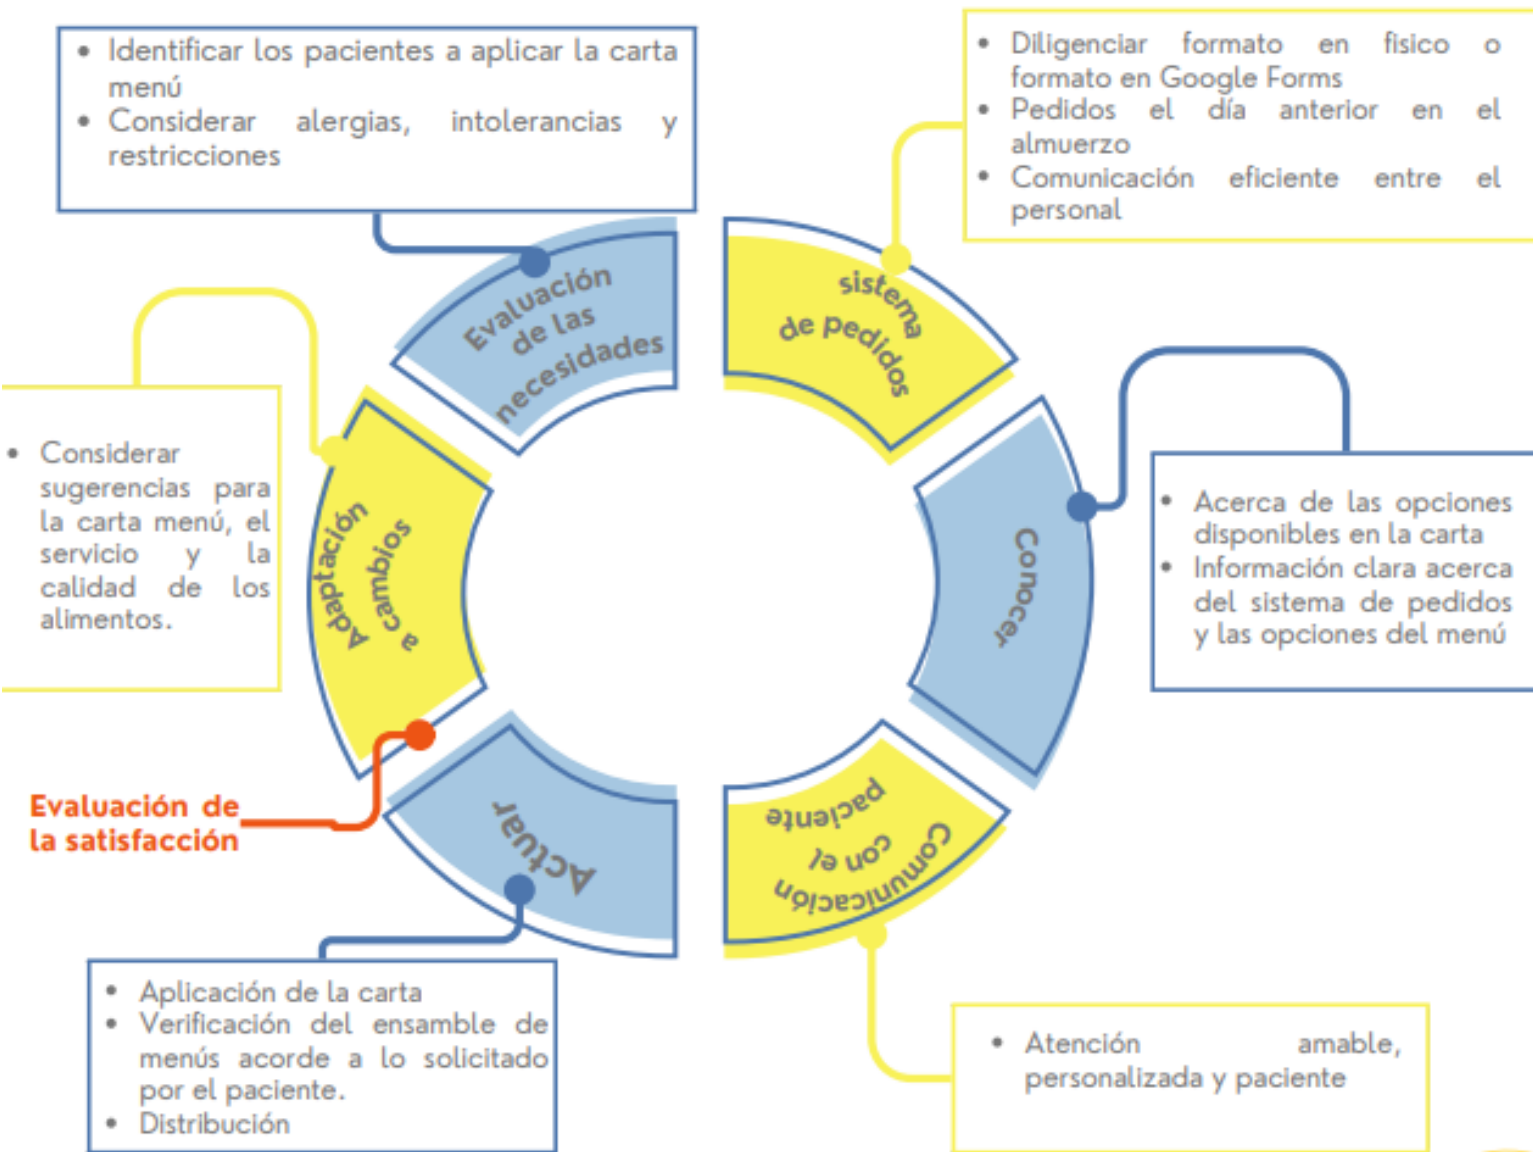 • Identificar los pacientes a aplicar la carta
menú
• Considerar alergias, intolerancias y
restricciones
• Diligenciar formato en fisico o
formato en Google Forms
• Pedidos el día anterior en el
almuerzo
• Comunicación eficiente entre el
personal
Evaluación
de las
necesidades
sistema
de pedidos
Conocer
• Acerca de las opciones
disponibles en la carta
• Información clara acerca
del sistema de pedidos
y las opciones del menú
Comunicación
con el
paciente
• Atención amable,
personalizada y paciente
Actuar
• Aplicación de la carta
• Verificación del ensamble de
menús acorde a lo solicitado
por el paciente.
• Distribución
Adaptación
a cambios
• Considerar
sugerencias para
la carta menú, el
servicio y la
calidad de los
alimentos.
Evaluación de
la satisfacción